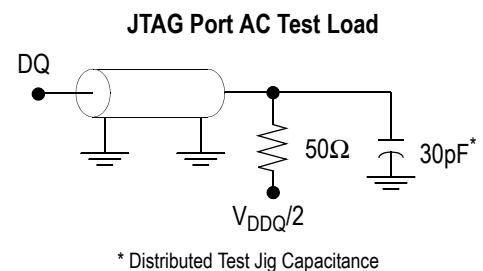 JTAG Port AC Test Load
DQ
50Ω
30pF*
VDDQ/2
* Distributed Test Jig Capacitance